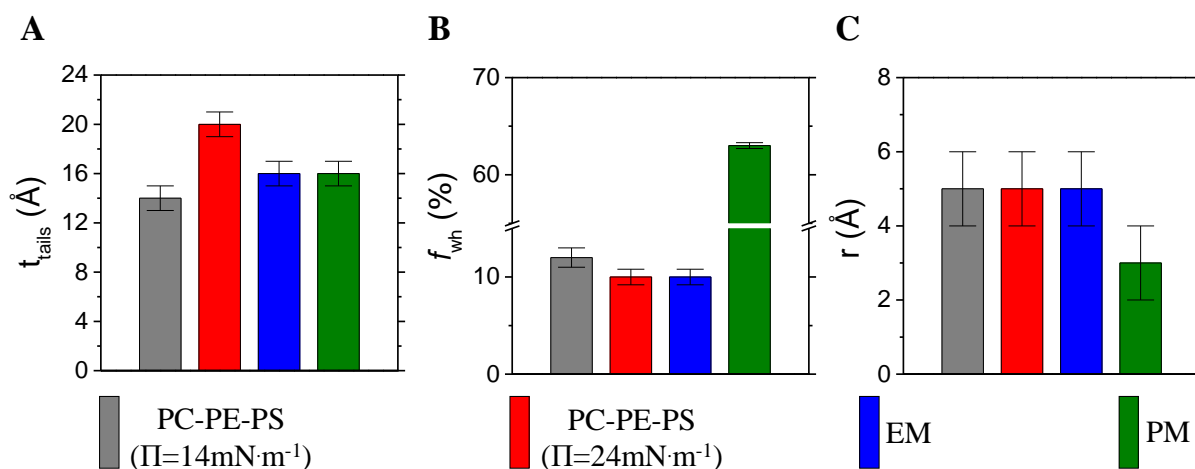 A
B
C
24
20
16
12
8
4
0
t_tails (Å)
70
60
10
0
f_wh (%)
8
6
4
2
0
r (Å)
PC-PE-PS
(Π=14mN·m⁻¹)
PC-PE-PS
(Π=24mN·m⁻¹)
EM
PM